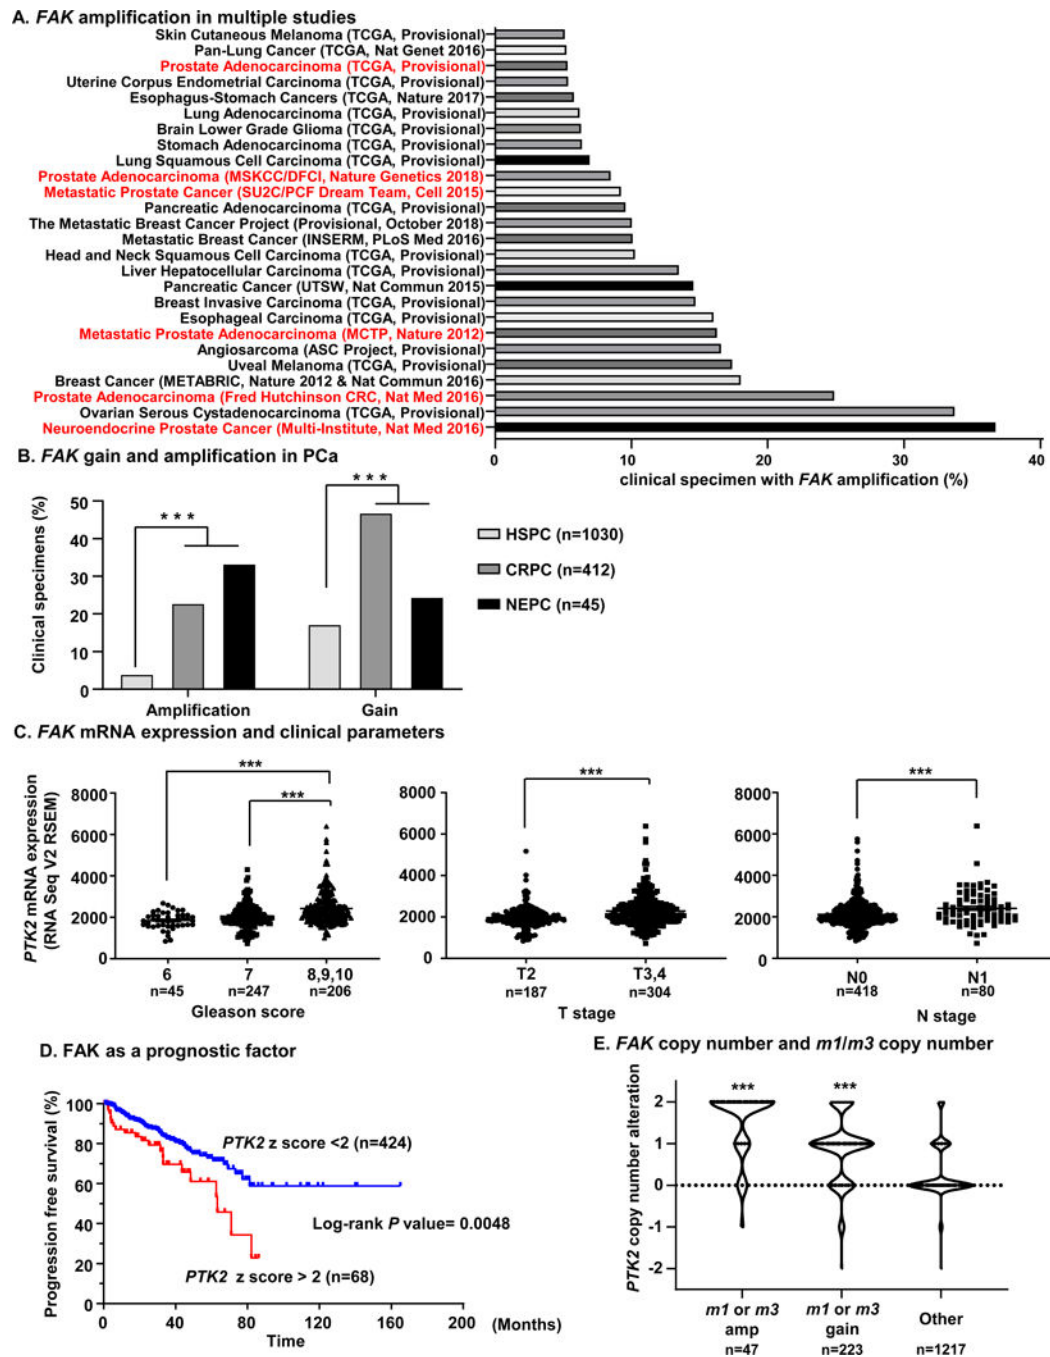 A. FAK amplification in multiple studies
Skin Cutaneous Melanoma (TCGA, Provisional)
Pan-Lung Cancer (TCGA, Nat Genet 2016)
Prostate Adenocarcinoma (TCGA, Provisional)
Uterine Corpus Endometrial Carcinoma (TCGA, Provisional)
Esophagus-Stomach Cancers (TCGA, Nature 2017)
Lung Adenocarcinoma (TCGA, Provisional)
Brain Lower Grade Glioma (TCGA, Provisional)
Stomach Adenocarcinoma (TCGA, Provisional)
Lung Squamous Cell Carcinoma (TCGA, Provisional)
Prostate Adenocarcinoma (MSKCC/DFCI, Nature Genetics 2018)
Metastatic Prostate Cancer (SU2C/PCF Dream Team, Cell 2015)
Pancreatic Adenocarcinoma (TCGA, Provisional)
The Metastatic Breast Cancer Project (Provisional, October 2018)
Metastatic Breast Cancer (INSERM, PLoS Med 2016)
Head and Neck Squamous Cell Carcinoma (TCGA, Provisional)
Liver Hepatocellular Carcinoma (TCGA, Provisional)
Pancreatic Cancer (UTSW, Nat Commun 2015)
Breast Invasive Carcinoma (TCGA, Provisional)
Esophageal Carcinoma (TCGA, Provisional)
Metastatic Prostate Adenocarcinoma (MCTP, Nature 2012)
Angiosarcoma (ASC Project, Provisional)
Uveal Melanoma (TCGA, Provisional)
Breast Cancer (METABRIC, Nature 2012 & Nat Commun 2016)
Prostate Adenocarcinoma (Fred Hutchinson CRC, Nat Med 2016)
Ovarian Serous Cystadenocarcinoma (TCGA, Provisional)
Neuroendocrine Prostate Cancer (Multi-Institute, Nat Med 2016)
0 10 20 30 40
clinical specimen with FAK amplification (%)
B. FAK gain and amplification in PCa
Clinical specimens (%)
50
40
30
20
10
0
***
***
Amplification Gain
HSPC (n=1030)
CRPC (n=412)
NEPC (n=45)
C. FAK mRNA expression and clinical parameters
PTK2 mRNA expression
(RNA Seq V2 RSEM)
8000
6000
4000
2000
0
***
***
6 7 8,9,10
n=45 n=247 n=206
Gleason score
8000
6000
4000
2000
0
***
T2 T3,4
n=187 n=304
T stage
8000
6000
4000
2000
0
***
N0 N1
n=418 n=80
N stage
D. FAK as a prognostic factor
Progression free survival (%)
100
80
60
40
20
0
PTK2 z score <2 (n=424)
Log-rank P value= 0.0048
PTK2 z score > 2 (n=68)
0 40 80 120 160 200 (Months)
Time
E. FAK copy number and m1/m3 copy number
PTK2 copy number alteration
2
1
0
-1
-2
*** ***
m1 or m3 m1 or m3 Other
amp gain
n=47 n=223 n=1217